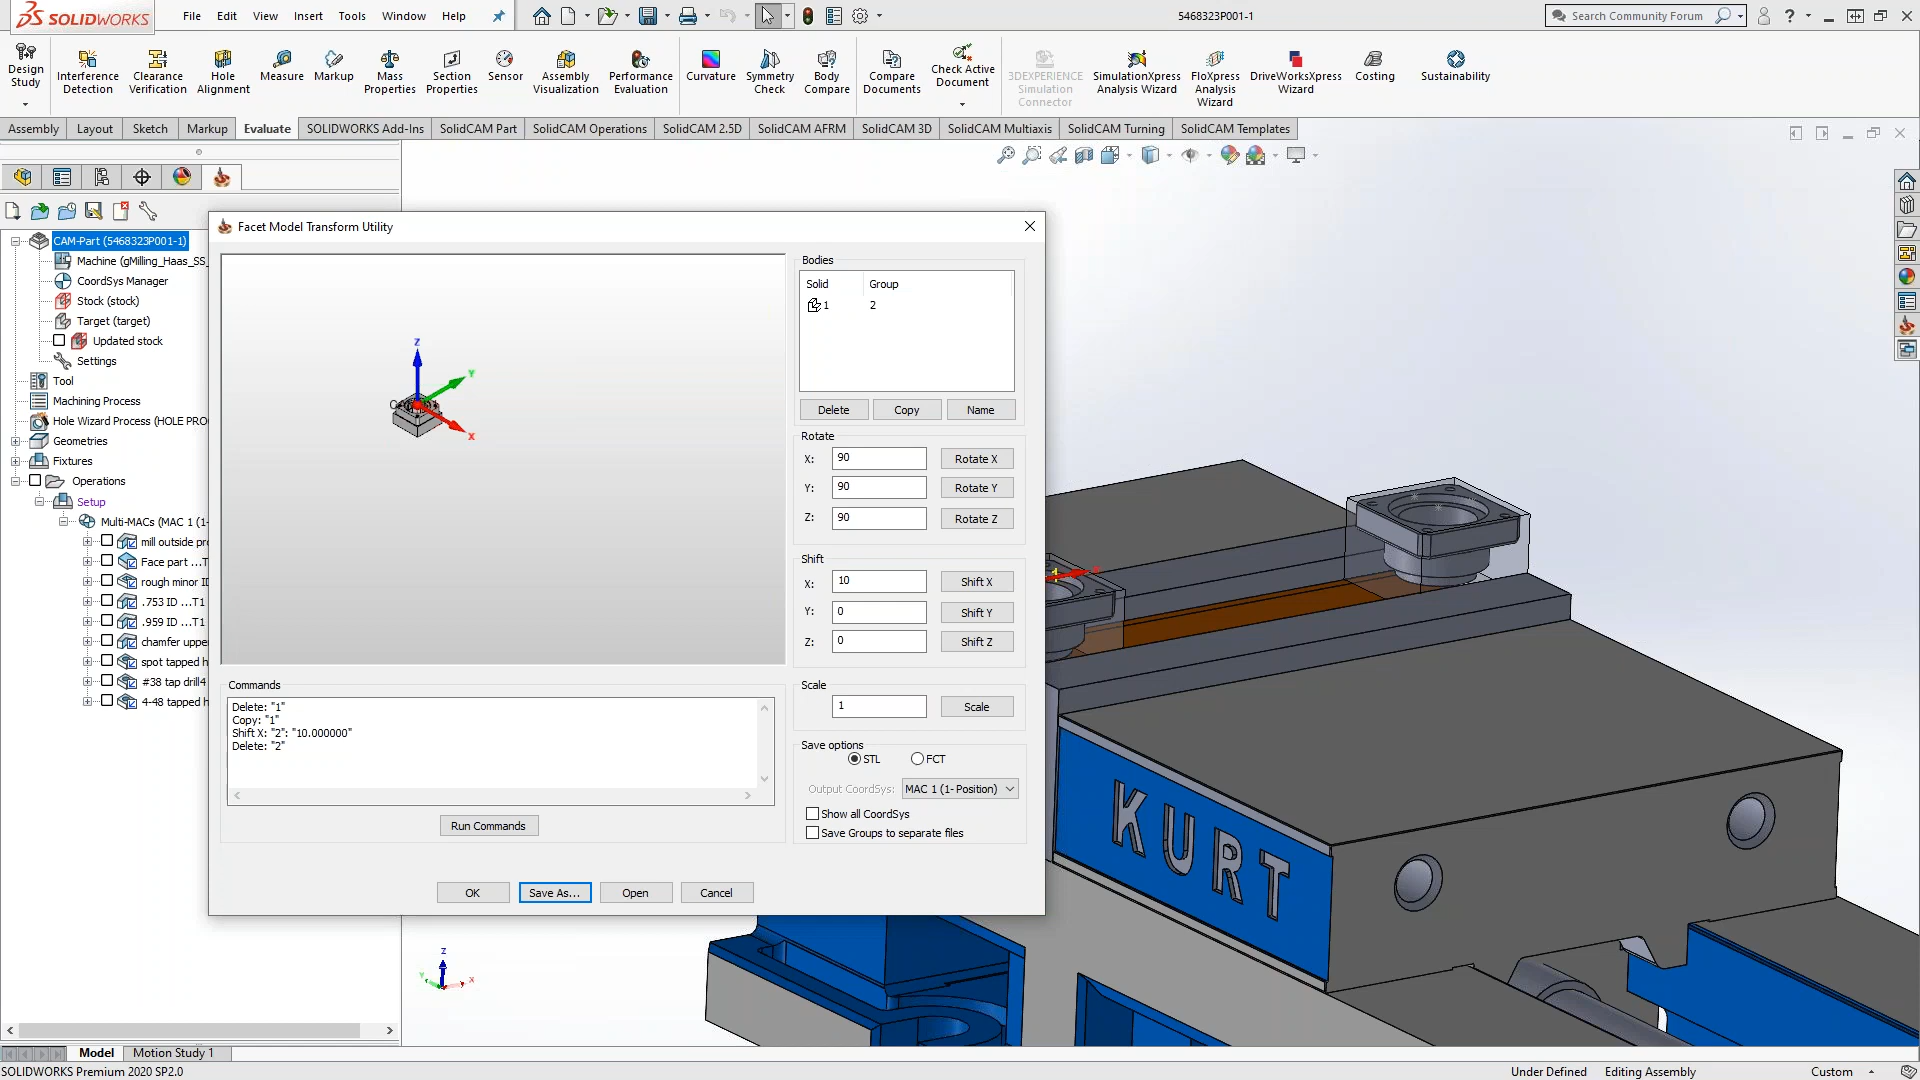 SOLIDWORKS
File Edit View Insert Tools Window Help
5468323P001-1
Search Community Forum
Design Study
Interference Detection
Clearance Verification
Hole Alignment
Measure
Markup
Mass Properties
Section Properties
Sensor
Assembly Visualization
Performance Evaluation
Curvature
Symmetry Check
Body Compare
Compare Documents
Check Active Document
3DEXPERIENCE Simulation Connector
SimulationXpress Analysis Wizard
FloXpress Analysis Wizard
DriveWorksXpress Wizard
Costing
Sustainability
Assembly Layout Sketch Markup Evaluate SOLIDWORKS Add-Ins SolidCAM Part SolidCAM Operations SolidCAM 2.5D SolidCAM AFRM SolidCAM 3D SolidCAM Multiaxis SolidCAM Turning SolidCAM Templates
CAM-Part (5468323P001-1)
Machine (gMilling_Haas_SS_
CoordSys Manager
Stock (stock)
Target (target)
Updated stock
Settings
Tool
Machining Process
Hole Wizard Process (HOLE PRO
Geometries
Fixtures
Operations
Setup
Multi-MACs (MAC 1 (1-
mill outside pro
Face part ...T
rough minor ID
.753 ID ...T1
.959 ID ...T1
chamfer upper
spot tapped h
#38 tap drill4
4-48 tapped h
Facet Model Transform Utility
Z
Y
X
Bodies
Solid Group
1 2
Delete Copy Name
Rotate
X: 90 Rotate X
Y: 90 Rotate Y
Z: 90 Rotate Z
Shift
X: 10 Shift X
Y: 0 Shift Y
Z: 0 Shift Z
Scale
1 Scale
Save options
STL FCT
Output CoordSys: MAC 1 (1- Position)
Show all CoordSys
Save Groups to separate files
Commands
Delete: "1"
Copy: "1"
Shift X: "2": "10.000000"
Delete: "2"
Run Commands
OK Save As... Open Cancel
KURT
Z
Y
X
Model Motion Study 1
SOLIDWORKS Premium 2020 SP2.0
Under Defined Editing Assembly Custom